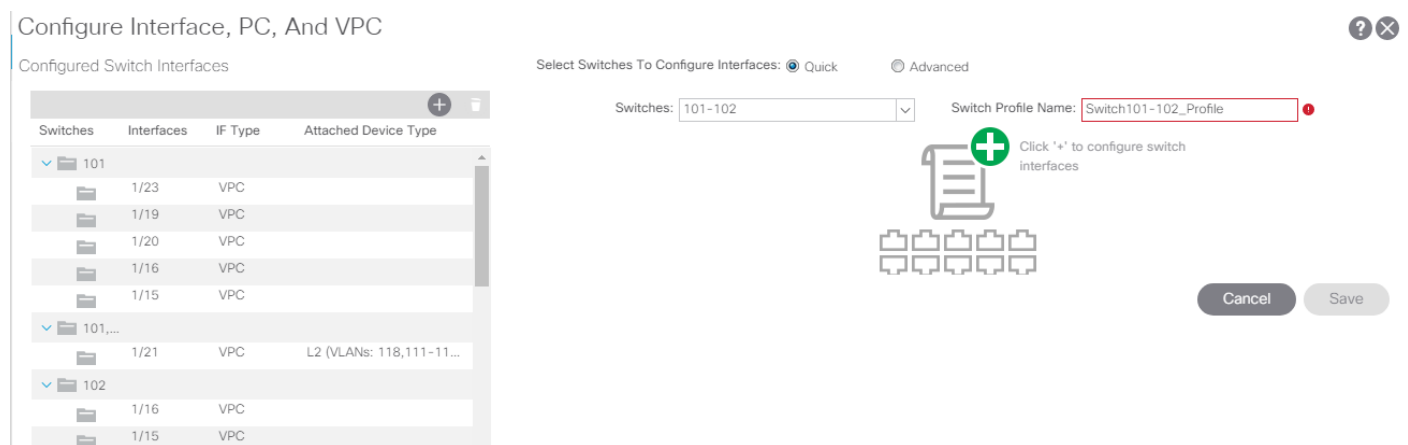 Configure Interface, PC, And VPC
Configured Switch Interfaces
Select Switches To Configure Interfaces: Quick Advanced
Switches: 101-102 Switch Profile Name: Switch101-102_Profile
Click '+' to configure switch
interfaces
Cancel Save
Switches Interfaces IF Type Attached Device Type
101
1/23 VPC
1/19 VPC
1/20 VPC
1/16 VPC
1/15 VPC
101,...
1/21 VPC L2 (VLANs: 118,111-11...
102
1/16 VPC
1/15 VPC